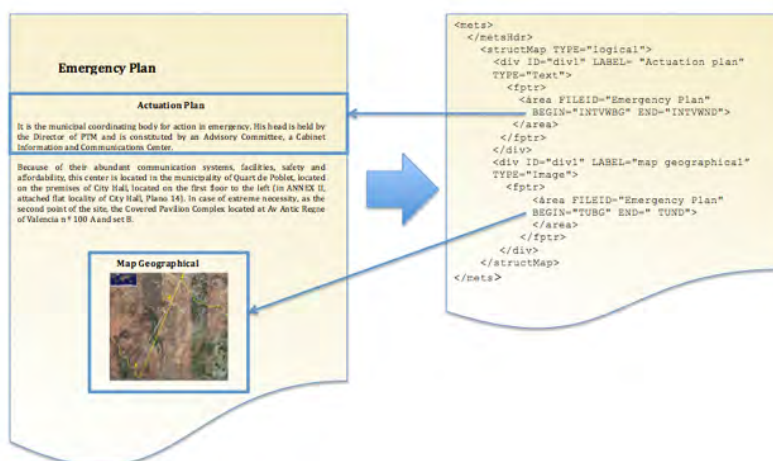 Emergency Plan
Actuation Plan
It is the municipal coordinating body for action in emergency. His head is held by
the Director of PTM and is constituted by an Advisory Committee, a Cabinet
Information and Communications Center.
Because of their abundant communication systems, facilities, safety and
affordability, this center is located in the municipality of Quart de Poblet, located
on the premises of City Hall, located on the first floor to the left (in ANNEX II,
attached flat locality of City Hall, Plano 14). In case of extreme necessity, as the
second point of the site, the Covered Pavilion Complex located at Av Antic Regne
of Valencia nº 100 A and set B.
Map Geographical
<mets>
</metsHdr>
<structMap TYPE="logical">
<div ID="div1" LABEL= "Actuation plan"
TYPE="Text">
<fptr>
<área FILEID="Emergency Plan"
BEGIN="INTVWBG" END="INTVWND">
</area>
</fptr>
</div>
<div ID="div1" LABEL="map geographical"
TYPE="Image">
<fptr>
<área FILEID="Emergency Plan"
BEGIN="TUBG" END=" TUND">
</area>
</fptr>
</div>
</structMap>
</mets>